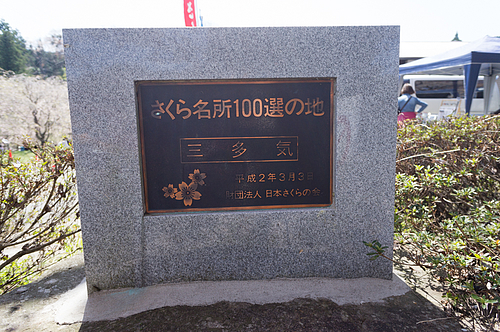 さくら名所100選の地
三多気
平成2年3月3日
財団法人 日本さくらの会